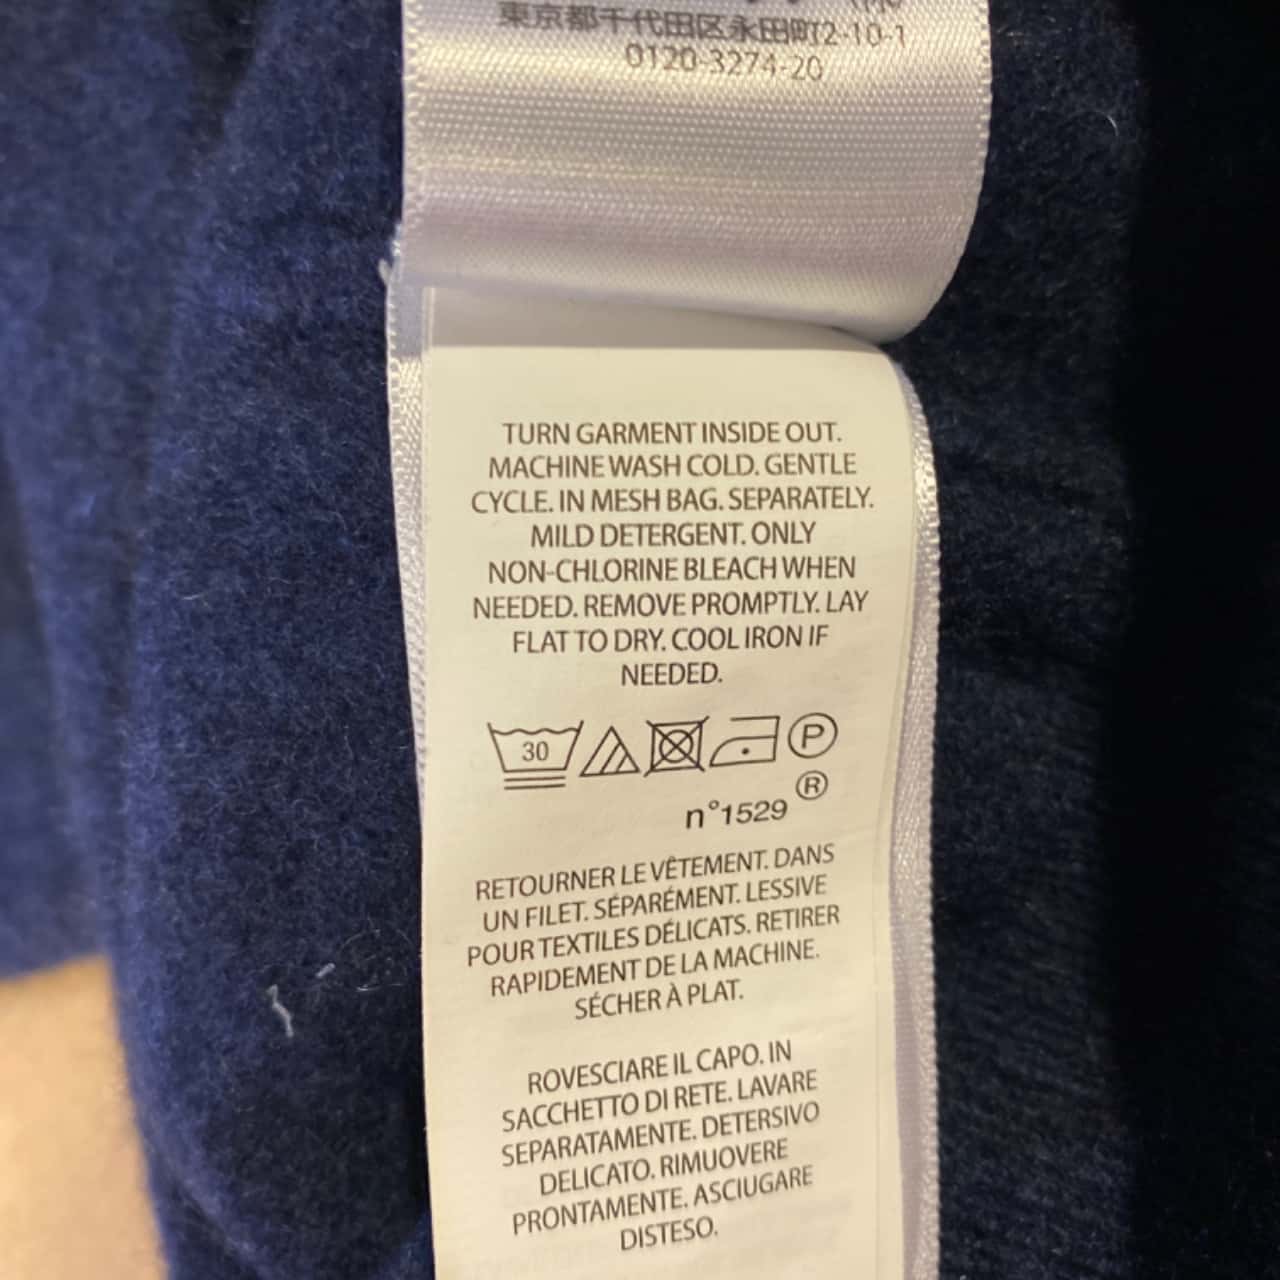 東京都千代田区永田町2-10-1
0120-3274-20
TURN GARMENT INSIDE OUT.
MACHINE WASH COLD. GENTLE
CYCLE. IN MESH BAG. SEPARATELY.
MILD DETERGENT. ONLY
NON-CHLORINE BLEACH WHEN
NEEDED. REMOVE PROMPTLY. LAY
FLAT TO DRY. COOL IRON IF
NEEDED.
30 P
n°1529 ®
RETOURNER LE VÊTEMENT. DANS
UN FILET. SÉPARÉMENT. LESSIVE
POUR TEXTILES DÉLICATS. RETIRER
RAPIDEMENT DE LA MACHINE.
SÉCHER À PLAT.
ROVESCIARE IL CAPO. IN
SACCHETTO DI RETE. LAVARE
SEPARATAMENTE. DETERSIVO
DELICATO. RIMUOVERE
PRONTAMENTE. ASCIUGARE
DISTESO.